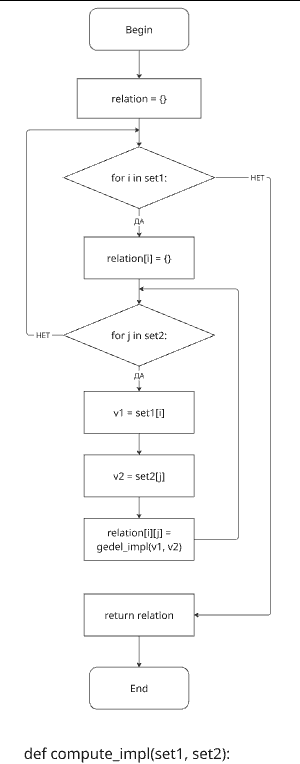 Begin
relation = {}
for i in set1:
НЕТ
ДА
relation[i] = {}
for j in set2:
НЕТ
ДА
v1 = set1[i]
v2 = set2[j]
relation[i][j] =
gedel_impl(v1, v2)
return relation
End
def compute_impl(set1, set2):